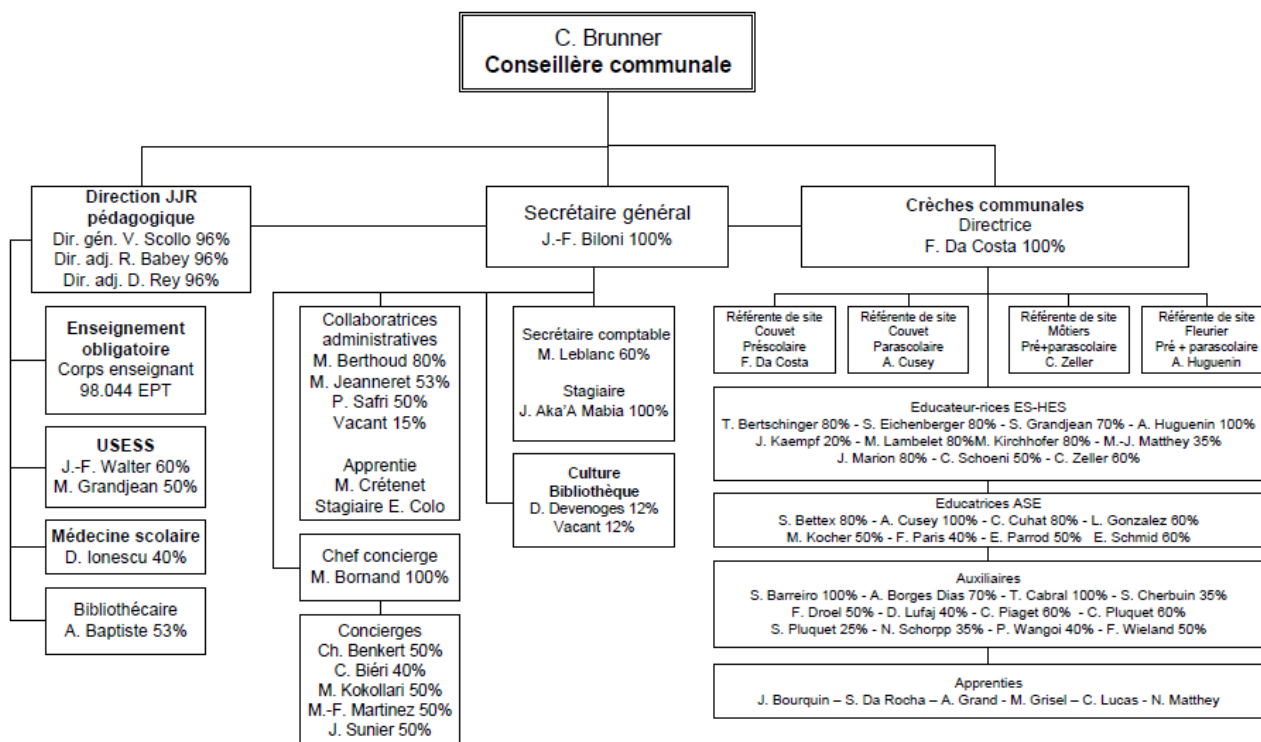 C. Brunner
Conseillère communale
Direction JJR
pédagogique
Dir. gén. V. Scollo 96%
Dir. adj. R. Babey 96%
Dir. adj. D. Rey 96%
Secrétaire général
J.-F. Biloni 100%
Crèches communales
Directrice
F. Da Costa 100%
Enseignement
obligatoire
Corps enseignant
98.044 EPT
USESS
J.-F. Walter 60%
M. Grandjean 50%
Médecine scolaire
D. Ionescu 40%
Bibliothécaire
A. Baptiste 53%
Collaboratrices
administratives
M. Berthoud 80%
M. Jeanneret 53%
P. Safri 50%
Vacant 15%
Apprentie
M. Crétenet
Stagiaire E. Colo
Chef concierge
M. Bornand 100%
Concierges
Ch. Benkert 50%
C. Biéri 40%
M. Kokollari 50%
M.-F. Martinez 50%
J. Sunier 50%
Secrétaire comptable
M. Leblanc 60%
Stagiaire
J. Aka'A Mabia 100%
Culture
Bibliothèque
D. Devenoges 12%
Vacant 12%
Référente de site
Couvet
Préscolaire
F. Da Costa
Référente de site
Couvet
Parascolaire
A. Cusey
Référente de site
Môtiers
Pré+parascolaire
C. Zeller
Référente de site
Fleurier
Pré + parascolaire
A. Huguenin
Educateur-rices ES-HES
T. Bertschinger 80% - S. Eichenberger 80% - S. Grandjean 70% - A. Huguenin 100%
J. Kaempf 20% - M. Lambelet 80%M. Kirchhofer 80% - M.-J. Matthey 35%
J. Marion 80% - C. Schoeni 50% - C. Zeller 60%
Educatrices ASE
S. Bettex 80% - A. Cusey 100% - C. Cuhat 80% - L. Gonzalez 60%
M. Kocher 50% - F. Paris 40% - E. Parrod 50% E. Schmid 60%
Auxiliaires
S. Barreiro 100% - A. Borges Dias 70% - T. Cabral 100% - S. Cherbuin 35%
F. Droel 50% - D. Lufaj 40% - C. Piaget 60% - C. Pluquet 60%
S. Pluquet 25% - N. Schorpp 35% - P. Wangoi 40% - F. Wieland 50%
Apprenties
J. Bourquin – S. Da Rocha – A. Grand - M. Grisel – C. Lucas - N. Matthey